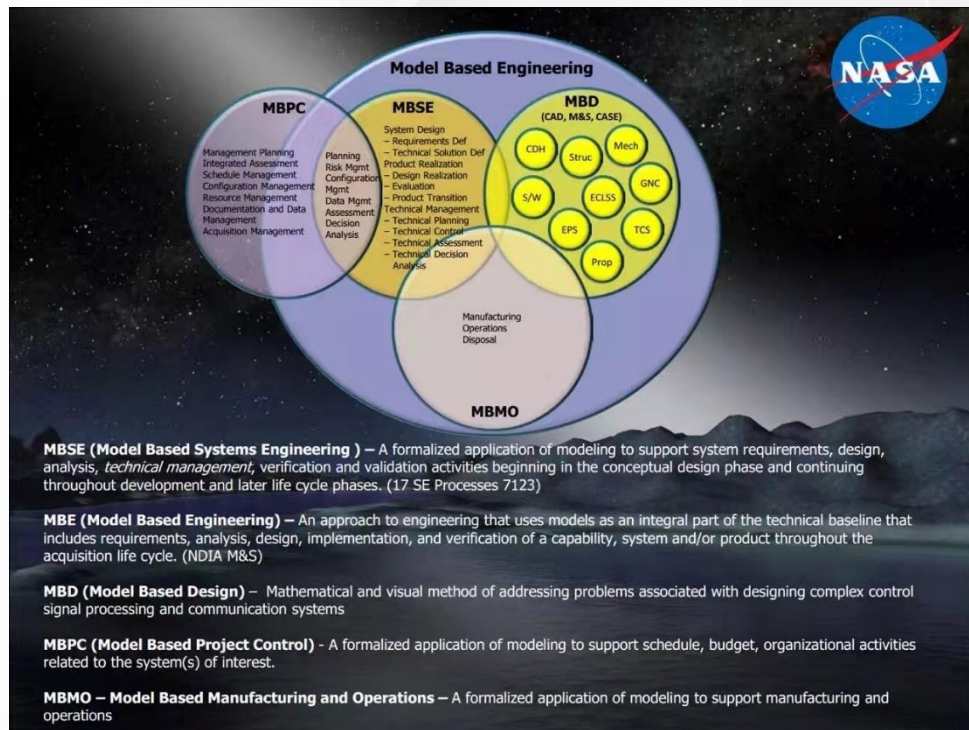 NASA
Model Based Engineering
MBPC
Management Planning
Integrated Assessment
Schedule Management
Configuration Management
Resource Management
Documentation and Data
Management
Acquisition Management
Planning
Risk Mgmt
Configuration
Mgmt
Data Mgmt
Assessment
Decision
Analysis
MBSE
System Design
– Requirements Def
– Technical Solution Def
Product Realization
– Design Realization
– Evaluation
– Product Transition
Technical Management
– Technical Planning
– Technical Control
– Technical Assessment
– Technical Decision
Analysis
MBD
(CAD, M&S, CASE)
CDH
Struc
Mech
GNC
S/W
ECLSS
EPS
TCS
Prop
Manufacturing
Operations
Disposal
MBMO
MBSE (Model Based Systems Engineering ) – A formalized application of modeling to support system requirements, design,
analysis, technical management, verification and validation activities beginning in the conceptual design phase and continuing
throughout development and later life cycle phases. (17 SE Processes 7123)
MBE (Model Based Engineering) – An approach to engineering that uses models as an integral part of the technical baseline that
includes requirements, analysis, design, implementation, and verification of a capability, system and/or product throughout the
acquisition life cycle. (NDIA M&S)
MBD (Model Based Design) – Mathematical and visual method of addressing problems associated with designing complex control
signal processing and communication systems
MBPC (Model Based Project Control) - A formalized application of modeling to support schedule, budget, organizational activities
related to the system(s) of interest.
MBMO – Model Based Manufacturing and Operations – A formalized application of modeling to support manufacturing and
operations